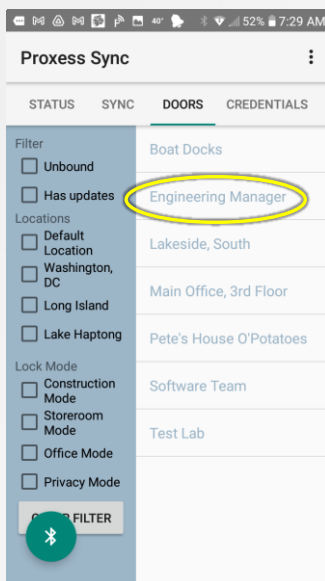 40° 52% 7:29 AM
Proxess Sync
STATUS SYNC DOORS CREDENTIALS
Filter
Unbound
Has updates
Locations
Default
Location
Washington,
DC
Long Island
Lake Haptong
Lock Mode
Construction
Mode
Storeroom
Mode
Office Mode
Privacy Mode
FILTER
Boat Docks
Engineering Manager
Lakeside, South
Main Office, 3rd Floor
Pete's House O'Potatoes
Software Team
Test Lab